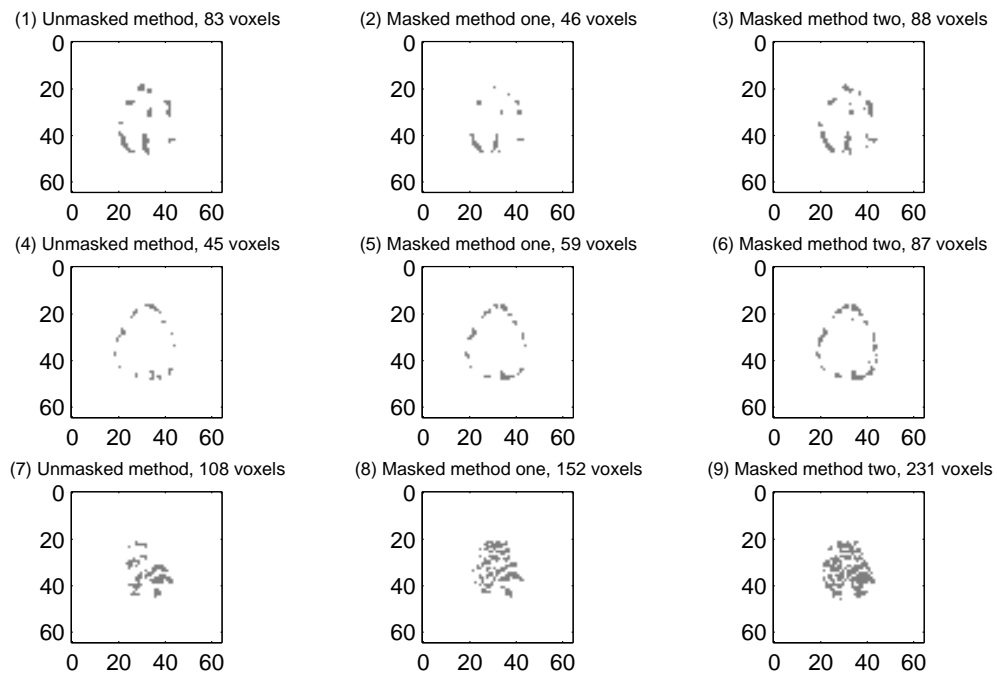 (1) Unmasked method, 83 voxels
(2) Masked method one, 46 voxels
(3) Masked method two, 88 voxels
0
20
40
60
0 20 40 60
0
20
40
60
0 20 40 60
0
20
40
60
0 20 40 60
(4) Unmasked method, 45 voxels
(5) Masked method one, 59 voxels
(6) Masked method two, 87 voxels
0
20
40
60
0 20 40 60
0
20
40
60
0 20 40 60
0
20
40
60
0 20 40 60
(7) Unmasked method, 108 voxels
(8) Masked method one, 152 voxels
(9) Masked method two, 231 voxels
0
20
40
60
0 20 40 60
0
20
40
60
0 20 40 60
0
20
40
60
0 20 40 60